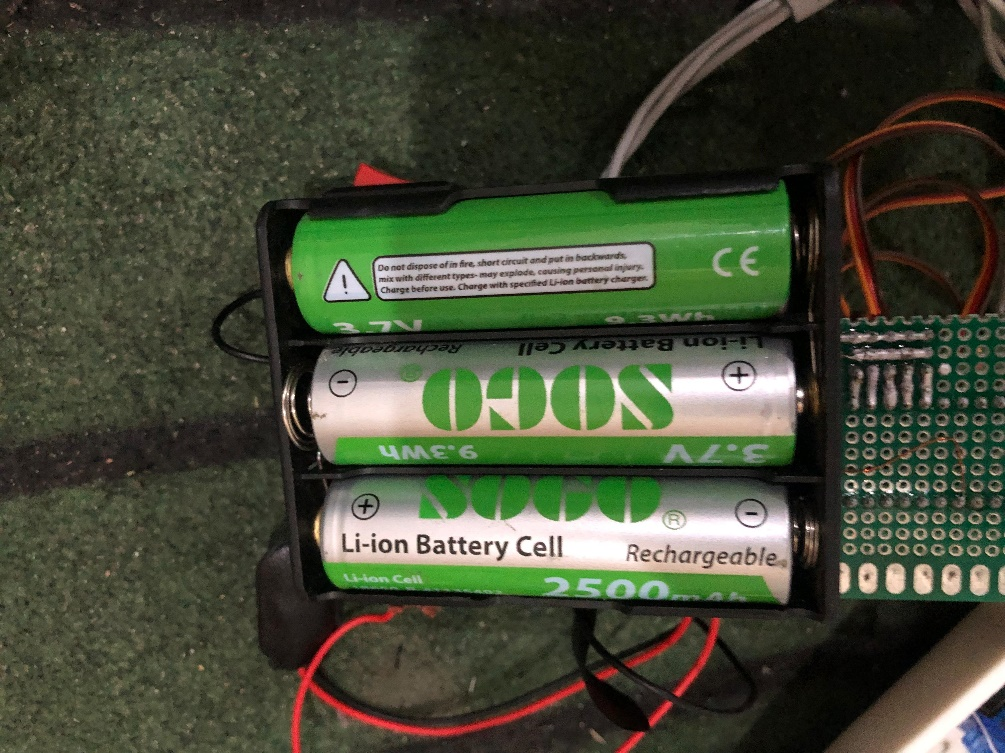 Do not dispose of in fire, short circuit and put in backwards,
mix with different types- may explode, causing personal injury.
Charge before use. Charge with specified Li-ion battery charger.
CE
3.7V 9.3Wh
Li-ion Battery Cell Rechargeable
SOGO
3.7V 9.3Wh
SOGO
Li-ion Battery Cell Rechargeable
Li-ion Cell
2500mAh